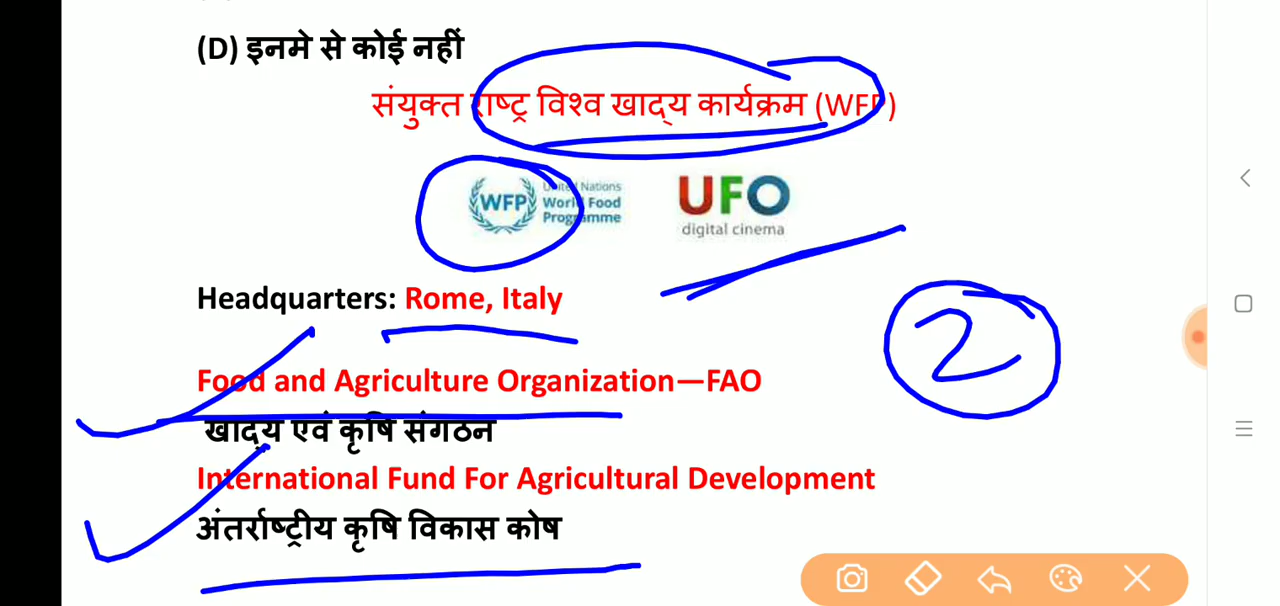 (D) इनमे से कोई नहीं
संयुक्त राष्ट्र विश्व खाद्य कार्यक्रम (WFP)
WFP
United Nations
World Food
Programme
UFO
digital cinema
Headquarters: Rome, Italy
2
Food and Agriculture Organization—FAO
खाद्य एवं कृषि संगठन
International Fund For Agricultural Development
अंतर्राष्ट्रीय कृषि विकास कोष